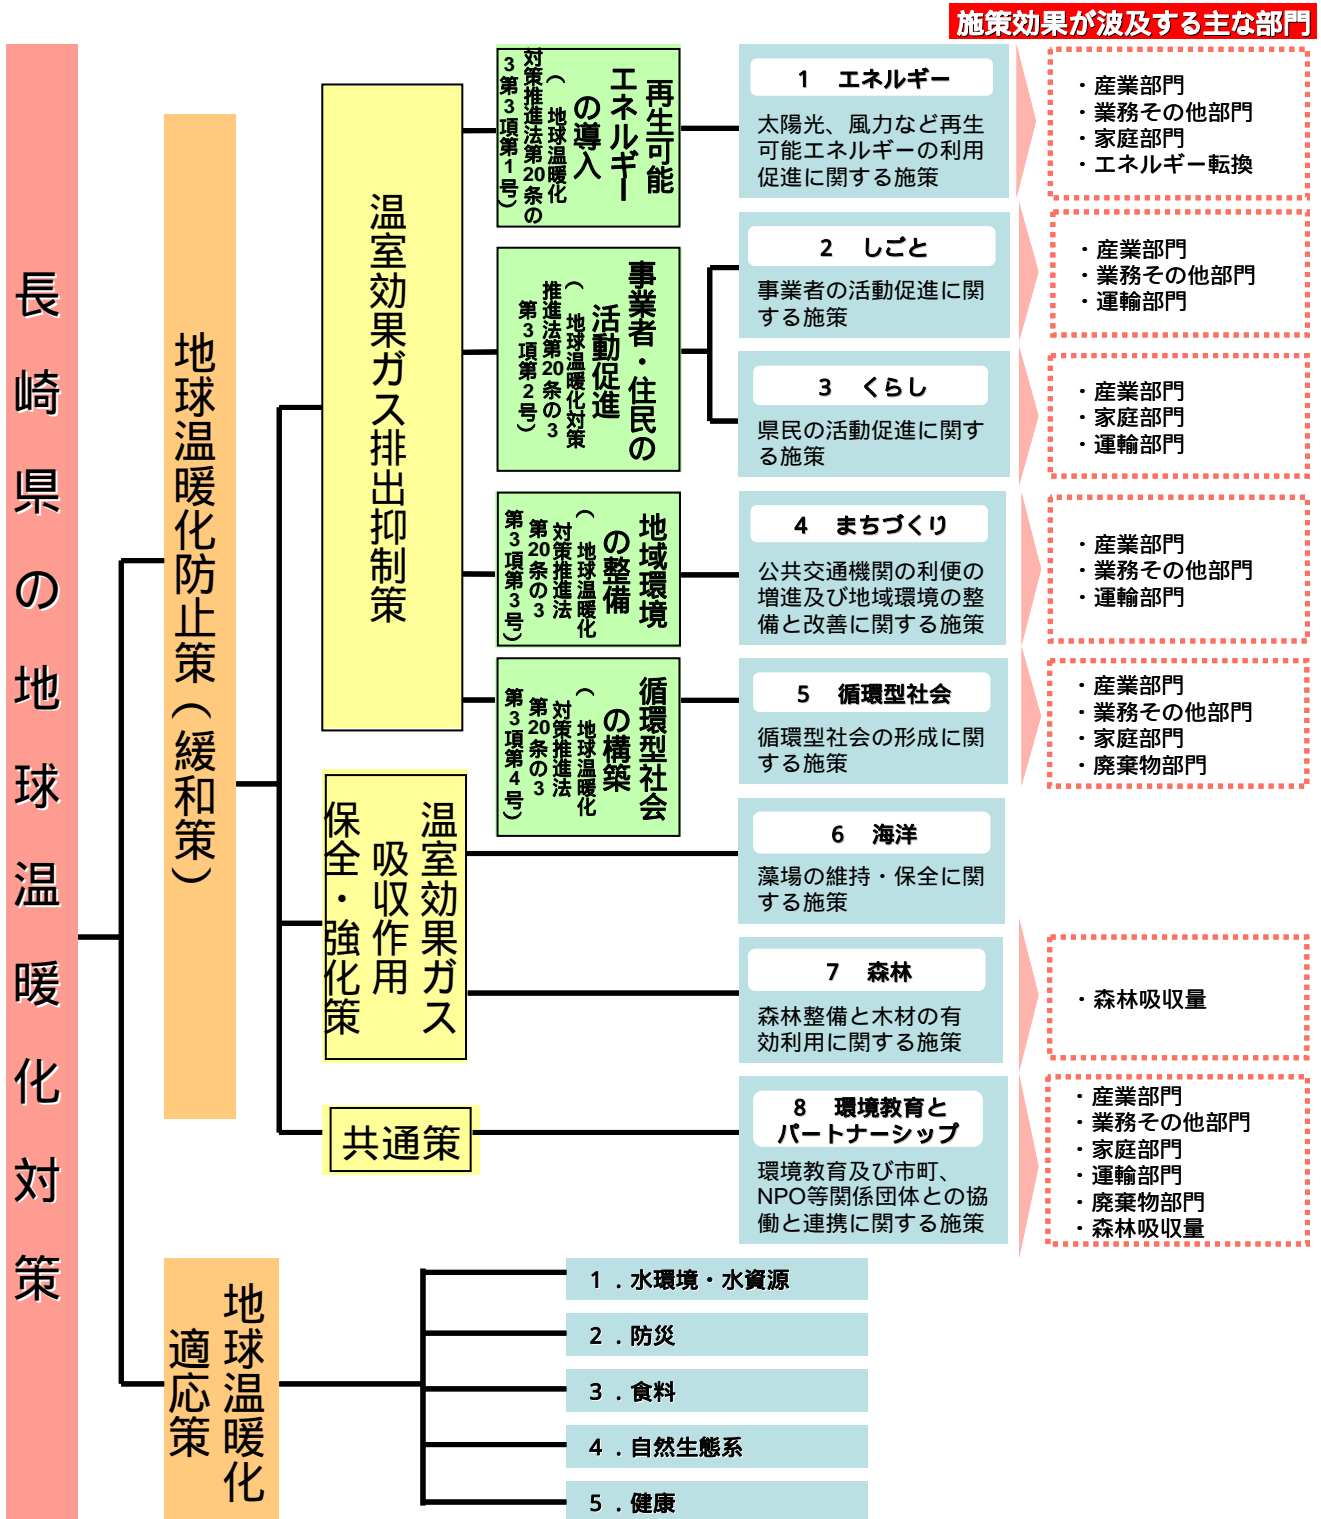 施策効果が波及する主な部門
長崎県の地球温暖化対策
地球温暖化防止策（緩和策）
温室効果ガス排出抑制策
再生可能
エネルギー
の導入
（地球温暖化
対策推進法第20条の
3第3項第1号）
1 エネルギー
太陽光、風力など再生
可能エネルギーの利用
促進に関する施策
・産業部門
・業務その他部門
・家庭部門
・エネルギー転換
事業者・住民の
活動促進
（地球温暖化対策
推進法第20条の3
第3項第2号）
2 しごと
事業者の活動促進に関
する施策
・産業部門
・業務その他部門
・運輸部門
3 くらし
県民の活動促進に関す
る施策
・産業部門
・家庭部門
・運輸部門
地域環境
の整備
（地球温暖化
対策推進法
第20条の3
第3項第3号）
4 まちづくり
公共交通機関の利便の
増進及び地域環境の整
備と改善に関する施策
・産業部門
・業務その他部門
・運輸部門
循環型社会
の構築
（地球温暖化
対策推進法
第20条の3
第3項第4号）
5 循環型社会
循環型社会の形成に関
する施策
・産業部門
・業務その他部門
・家庭部門
・廃棄物部門
温室効果ガス
吸収作用
保全・強化策
6 海洋
藻場の維持・保全に関
する施策
7 森林
森林整備と木材の有
効利用に関する施策
・森林吸収量
共通策
8 環境教育と
パートナーシップ
環境教育及び市町、
NPO等関係団体との協
働と連携に関する施策
・産業部門
・業務その他部門
・家庭部門
・運輸部門
・廃棄物部門
・森林吸収量
地球温暖化
適応策
1．水環境・水資源
2．防災
3．食料
4．自然生態系
5．健康